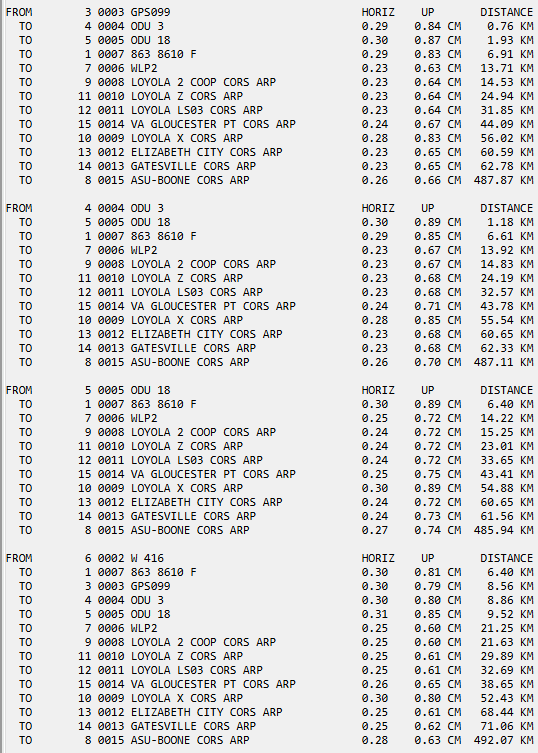 FROM 3 0003 GPS099 HORIZ UP DISTANCE
TO 4 0004 ODU 3 0.29 0.84 CM 0.76 KM
TO 5 0005 ODU 18 0.30 0.87 CM 1.93 KM
TO 1 0007 863 8610 F 0.29 0.83 CM 6.91 KM
TO 7 0006 WLP2 0.23 0.63 CM 13.71 KM
TO 9 0008 LOYOLA 2 COOP CORS ARP 0.23 0.64 CM 14.53 KM
TO 11 0010 LOYOLA Z CORS ARP 0.23 0.64 CM 24.94 KM
TO 12 0011 LOYOLA LS03 CORS ARP 0.23 0.64 CM 31.85 KM
TO 15 0014 VA GLOUCESTER PT CORS ARP 0.24 0.67 CM 44.09 KM
TO 10 0009 LOYOLA X CORS ARP 0.28 0.83 CM 56.02 KM
TO 13 0012 ELIZABETH CITY CORS ARP 0.23 0.65 CM 60.59 KM
TO 14 0013 GATESVILLE CORS ARP 0.23 0.65 CM 62.78 KM
TO 8 0015 ASU-BOONE CORS ARP 0.26 0.66 CM 487.87 KM
FROM 4 0004 ODU 3 HORIZ UP DISTANCE
TO 5 0005 ODU 18 0.30 0.89 CM 1.18 KM
TO 1 0007 863 8610 F 0.29 0.85 CM 6.61 KM
TO 7 0006 WLP2 0.23 0.67 CM 13.92 KM
TO 9 0008 LOYOLA 2 COOP CORS ARP 0.23 0.67 CM 14.83 KM
TO 11 0010 LOYOLA Z CORS ARP 0.23 0.68 CM 24.19 KM
TO 12 0011 LOYOLA LS03 CORS ARP 0.23 0.68 CM 32.57 KM
TO 15 0014 VA GLOUCESTER PT CORS ARP 0.24 0.71 CM 43.78 KM
TO 10 0009 LOYOLA X CORS ARP 0.28 0.85 CM 55.54 KM
TO 13 0012 ELIZABETH CITY CORS ARP 0.23 0.68 CM 60.65 KM
TO 14 0013 GATESVILLE CORS ARP 0.23 0.68 CM 62.33 KM
TO 8 0015 ASU-BOONE CORS ARP 0.26 0.70 CM 487.11 KM
FROM 5 0005 ODU 18 HORIZ UP DISTANCE
TO 1 0007 863 8610 F 0.30 0.89 CM 6.40 KM
TO 7 0006 WLP2 0.25 0.72 CM 14.22 KM
TO 9 0008 LOYOLA 2 COOP CORS ARP 0.24 0.72 CM 15.25 KM
TO 11 0010 LOYOLA Z CORS ARP 0.24 0.72 CM 23.01 KM
TO 12 0011 LOYOLA LS03 CORS ARP 0.24 0.72 CM 33.65 KM
TO 15 0014 VA GLOUCESTER PT CORS ARP 0.25 0.75 CM 43.41 KM
TO 10 0009 LOYOLA X CORS ARP 0.30 0.89 CM 54.88 KM
TO 13 0012 ELIZABETH CITY CORS ARP 0.24 0.72 CM 60.65 KM
TO 14 0013 GATESVILLE CORS ARP 0.24 0.73 CM 61.56 KM
TO 8 0015 ASU-BOONE CORS ARP 0.27 0.74 CM 485.94 KM
FROM 6 0002 W 416 HORIZ UP DISTANCE
TO 1 0007 863 8610 F 0.30 0.81 CM 6.40 KM
TO 3 0003 GPS099 0.30 0.79 CM 8.56 KM
TO 4 0004 ODU 3 0.30 0.80 CM 8.86 KM
TO 5 0005 ODU 18 0.31 0.85 CM 9.52 KM
TO 7 0006 WLP2 0.25 0.60 CM 21.25 KM
TO 9 0008 LOYOLA 2 COOP CORS ARP 0.25 0.60 CM 21.63 KM
TO 11 0010 LOYOLA Z CORS ARP 0.25 0.61 CM 29.89 KM
TO 12 0011 LOYOLA LS03 CORS ARP 0.25 0.61 CM 32.69 KM
TO 15 0014 VA GLOUCESTER PT CORS ARP 0.26 0.65 CM 38.65 KM
TO 10 0009 LOYOLA X CORS ARP 0.30 0.80 CM 52.43 KM
TO 13 0012 ELIZABETH CITY CORS ARP 0.25 0.61 CM 68.44 KM
TO 14 0013 GATESVILLE CORS ARP 0.25 0.62 CM 71.06 KM
TO 8 0015 ASU-BOONE CORS ARP 0.28 0.63 CM 492.07 KM